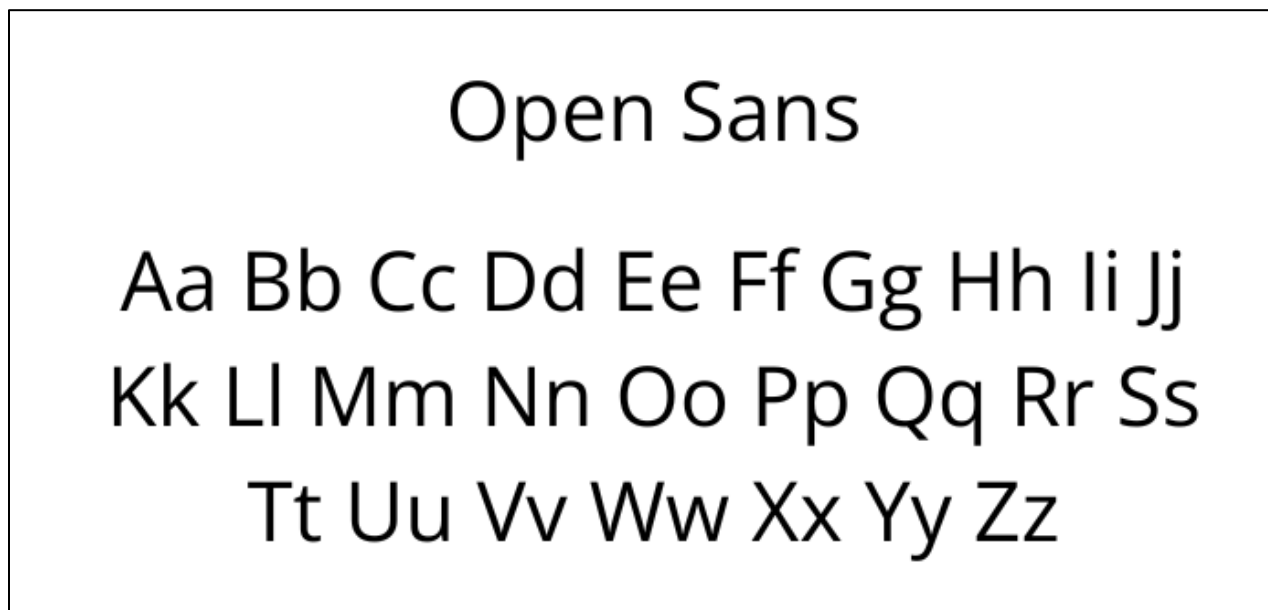 Open Sans
Aa Bb Cc Dd Ee Ff Gg Hh Ii Jj
Kk Ll Mm Nn Oo Pp Qq Rr Ss
Tt Uu Vv Ww Xx Yy Zz